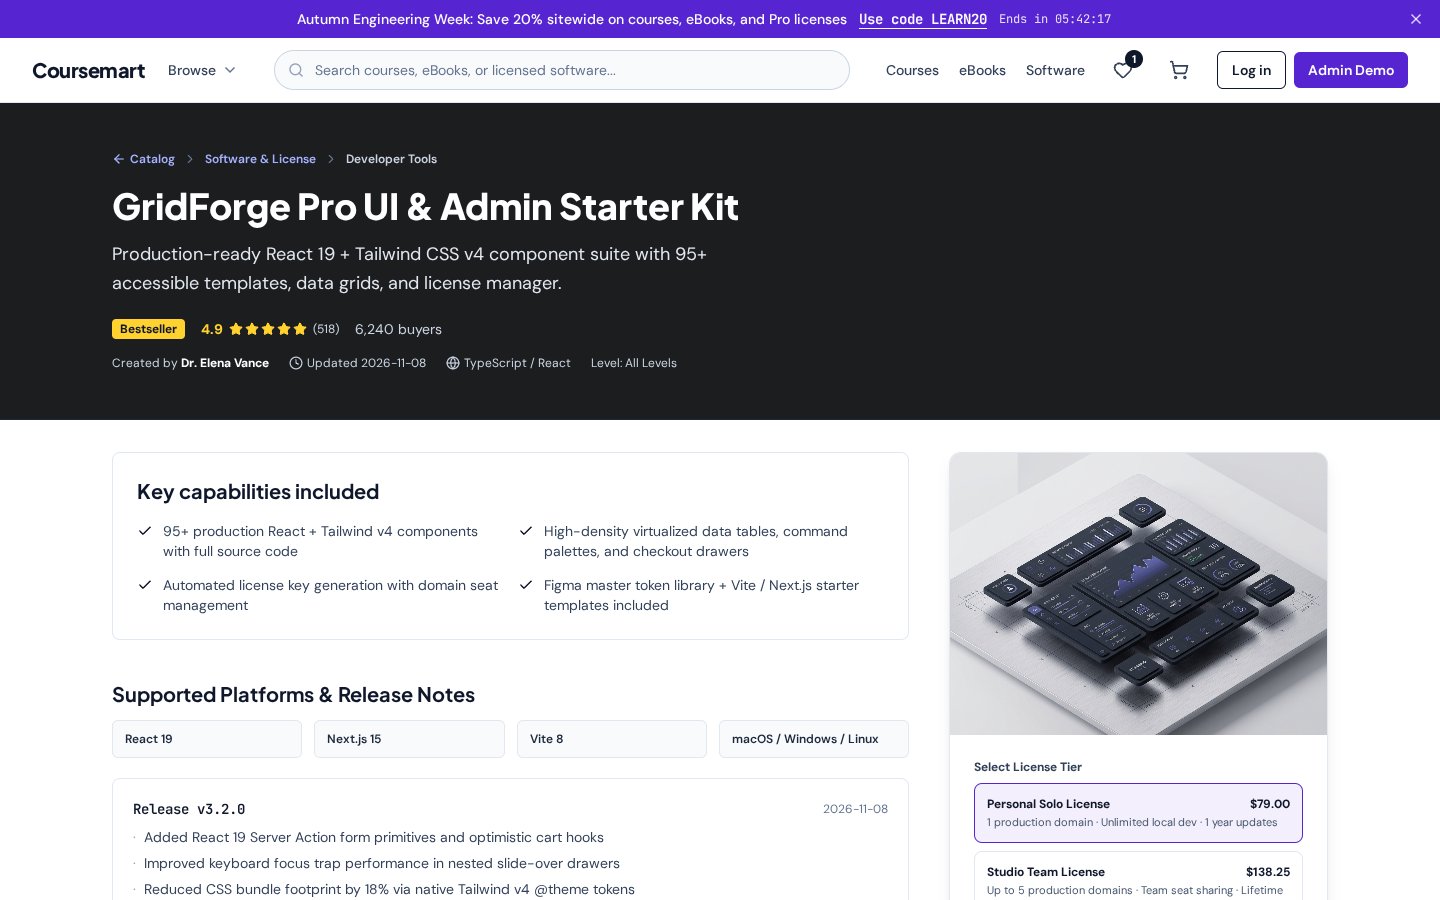 Autumn Engineering Week: Save 20% sitewide on courses, eBooks, and Pro licenses Use code LEARN20 Ends in 05:42:17
Coursemart Browse Search courses, eBooks, or licensed software... Courses eBooks Software 1 Log in Admin Demo
Catalog Software & License Developer Tools
GridForge Pro UI & Admin Starter Kit
Production-ready React 19 + Tailwind CSS v4 component suite with 95+
accessible templates, data grids, and license manager.
Bestseller 4.9 (518) 6,240 buyers
Created by Dr. Elena Vance Updated 2026-11-08 TypeScript / React Level: All Levels
Key capabilities included
95+ production React + Tailwind v4 components
with full source code
High-density virtualized data tables, command
palettes, and checkout drawers
Automated license key generation with domain seat
management
Figma master token library + Vite / Next.js starter
templates included
Supported Platforms & Release Notes
React 19 Next.js 15 Vite 8 macOS / Windows / Linux
Release v3.2.0 2026-11-08
· Added React 19 Server Action form primitives and optimistic cart hooks
· Improved keyboard focus trap performance in nested slide-over drawers
· Reduced CSS bundle footprint by 18% via native Tailwind v4 @theme tokens
Select License Tier
Personal Solo License $79.00
1 production domain · Unlimited local dev · 1 year updates
Studio Team License $138.25
Up to 5 production domains · Team seat sharing · Lifetime